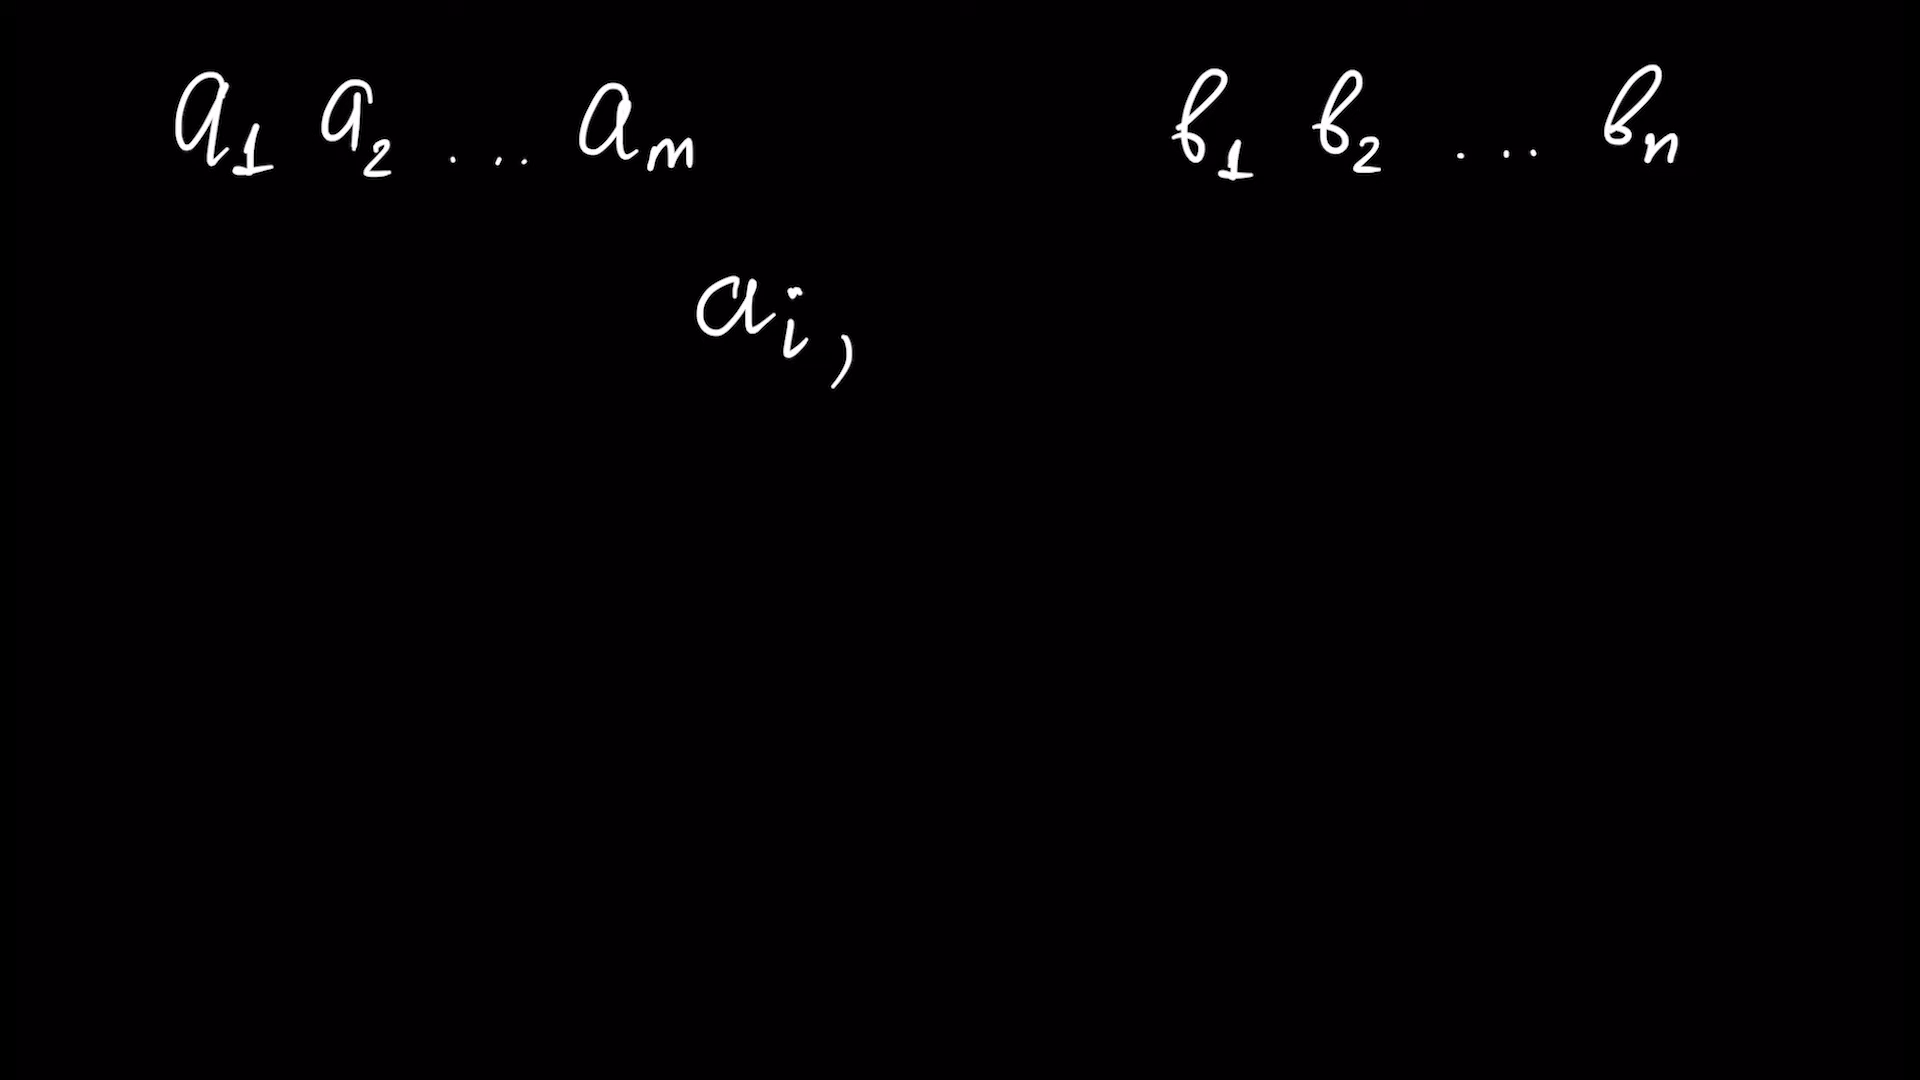 a₁ a₂ ... aₘ b₁ b₂ ... bₙ
aᵢ,